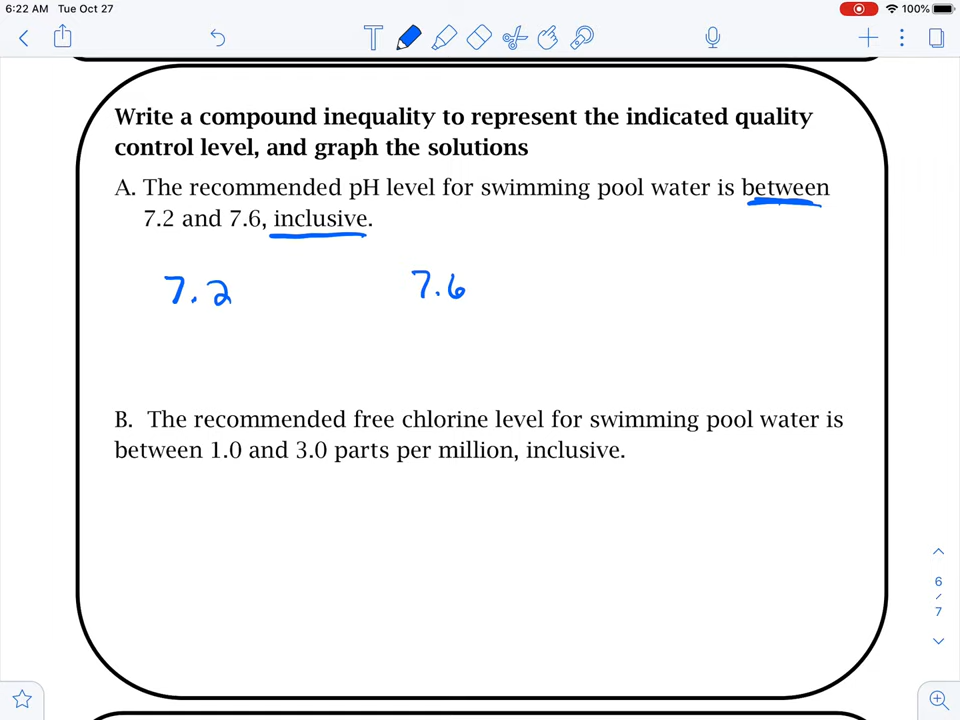 6:22 AM Tue Oct 27 100%
T
Write a compound inequality to represent the indicated quality
control level, and graph the solutions
A. The recommended pH level for swimming pool water is between
7.2 and 7.6, inclusive.
7.2 7.6
B. The recommended free chlorine level for swimming pool water is
between 1.0 and 3.0 parts per million, inclusive.
6
/
7